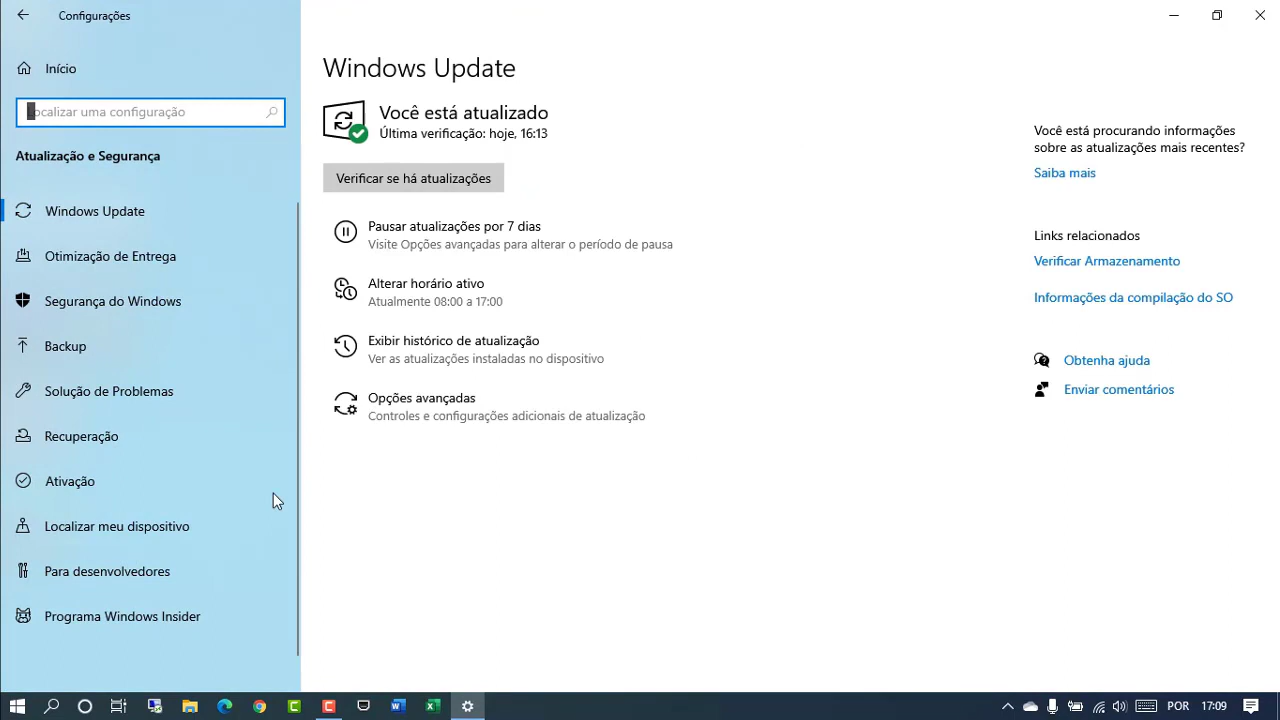 Configurações
Início
Localizar uma configuração
Atualização e Segurança
Windows Update
Otimização de Entrega
Segurança do Windows
Backup
Solução de Problemas
Recuperação
Ativação
Localizar meu dispositivo
Para desenvolvedores
Programa Windows Insider
Windows Update
Você está atualizado
Última verificação: hoje, 16:13
Verificar se há atualizações
Pausar atualizações por 7 dias
Visite Opções avançadas para alterar o período de pausa
Alterar horário ativo
Atualmente 08:00 a 17:00
Exibir histórico de atualização
Ver as atualizações instaladas no dispositivo
Opções avançadas
Controles e configurações adicionais de atualização
Você está procurando informações
sobre as atualizações mais recentes?
Saiba mais
Links relacionados
Verificar Armazenamento
Informações da compilação do SO
Obtenha ajuda
Enviar comentários
POR
17:09